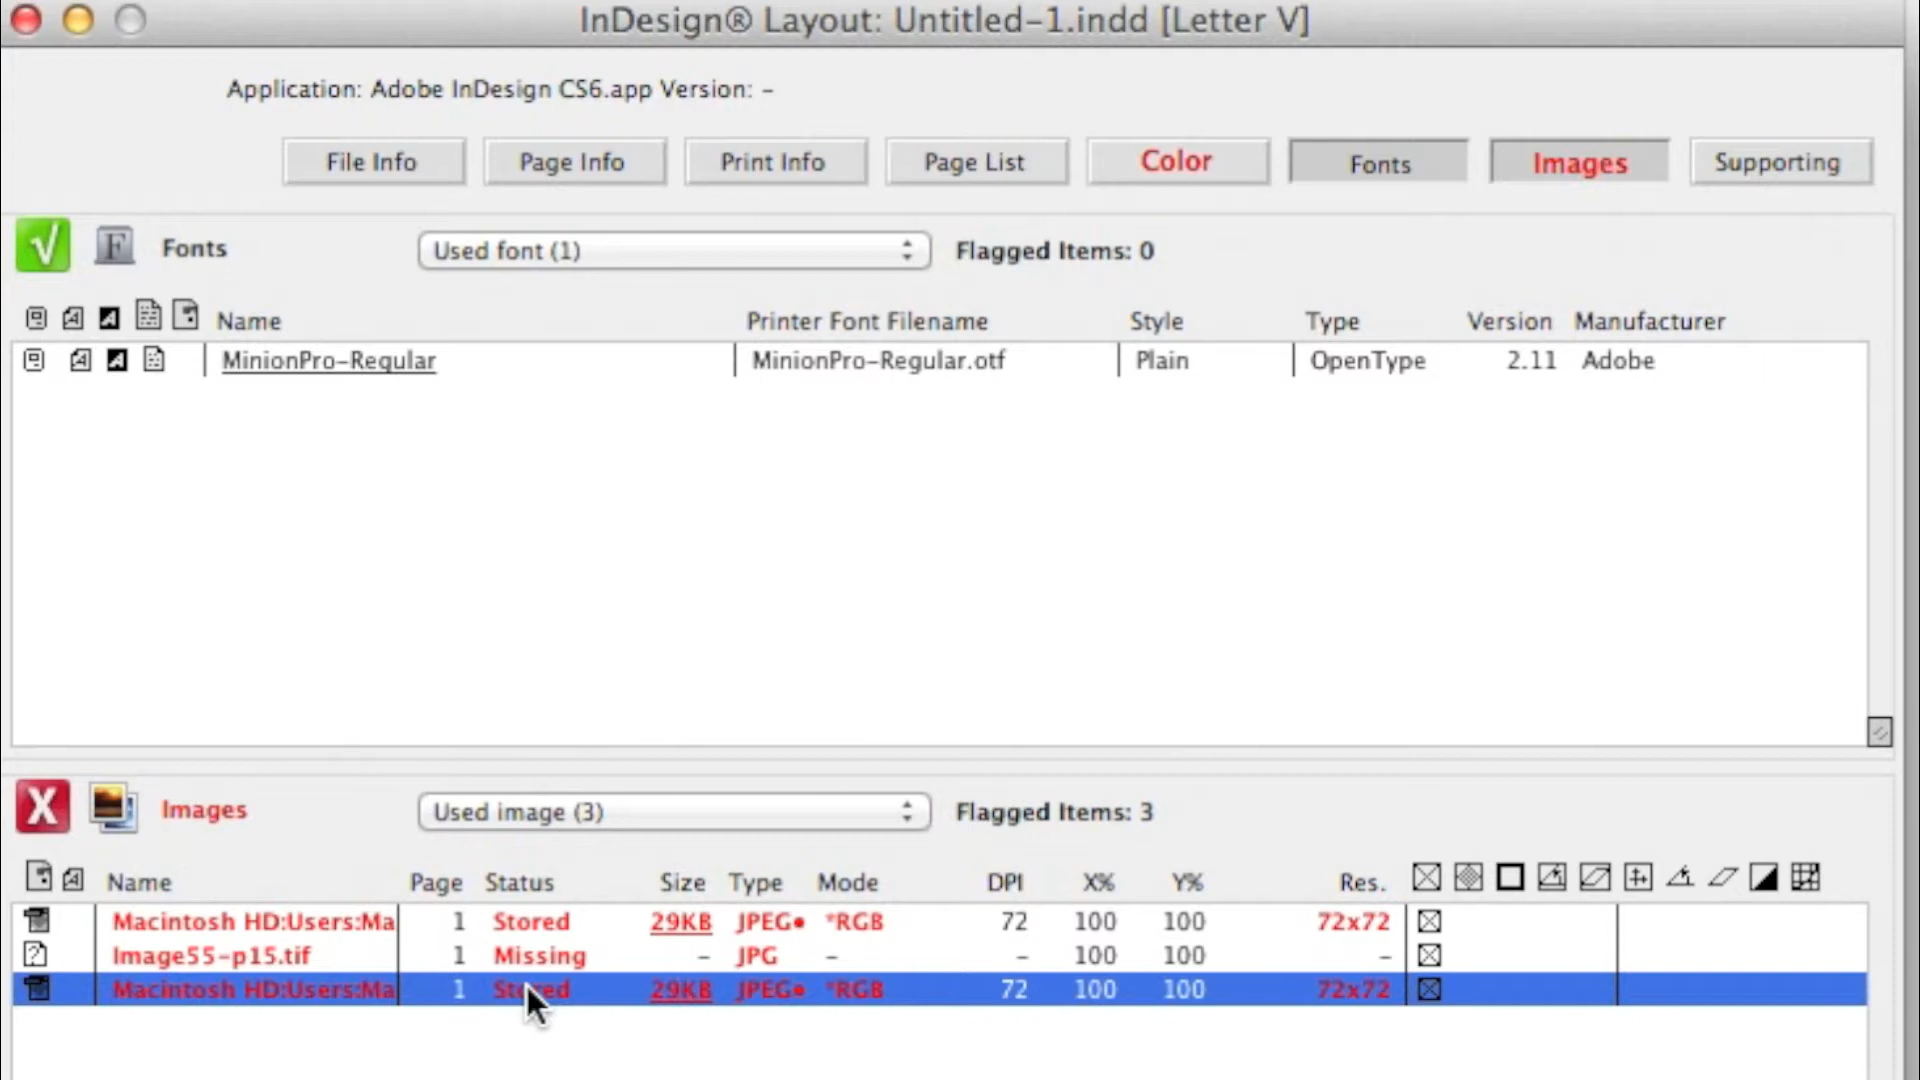 InDesign® Layout: Untitled-1.indd [Letter V]
Application: Adobe InDesign CS6.app Version: -
File Info Page Info Print Info Page List Color Fonts Images Supporting
√ F Fonts Used font (1) Flagged Items: 0
Name Printer Font Filename Style Type Version Manufacturer
MinionPro-Regular MinionPro-Regular.otf Plain OpenType 2.11 Adobe
X Images Used image (3) Flagged Items: 3
Name Page Status Size Type Mode DPI X% Y% Res.
Macintosh HD:Users:Ma 1 Stored 29KB JPEG• *RGB 72 100 100 72x72
Image55-p15.tif 1 Missing - JPG - - 100 100 -
Macintosh HD:Users:Ma 1 Stored 29KB JPEG• *RGB 72 100 100 72x72